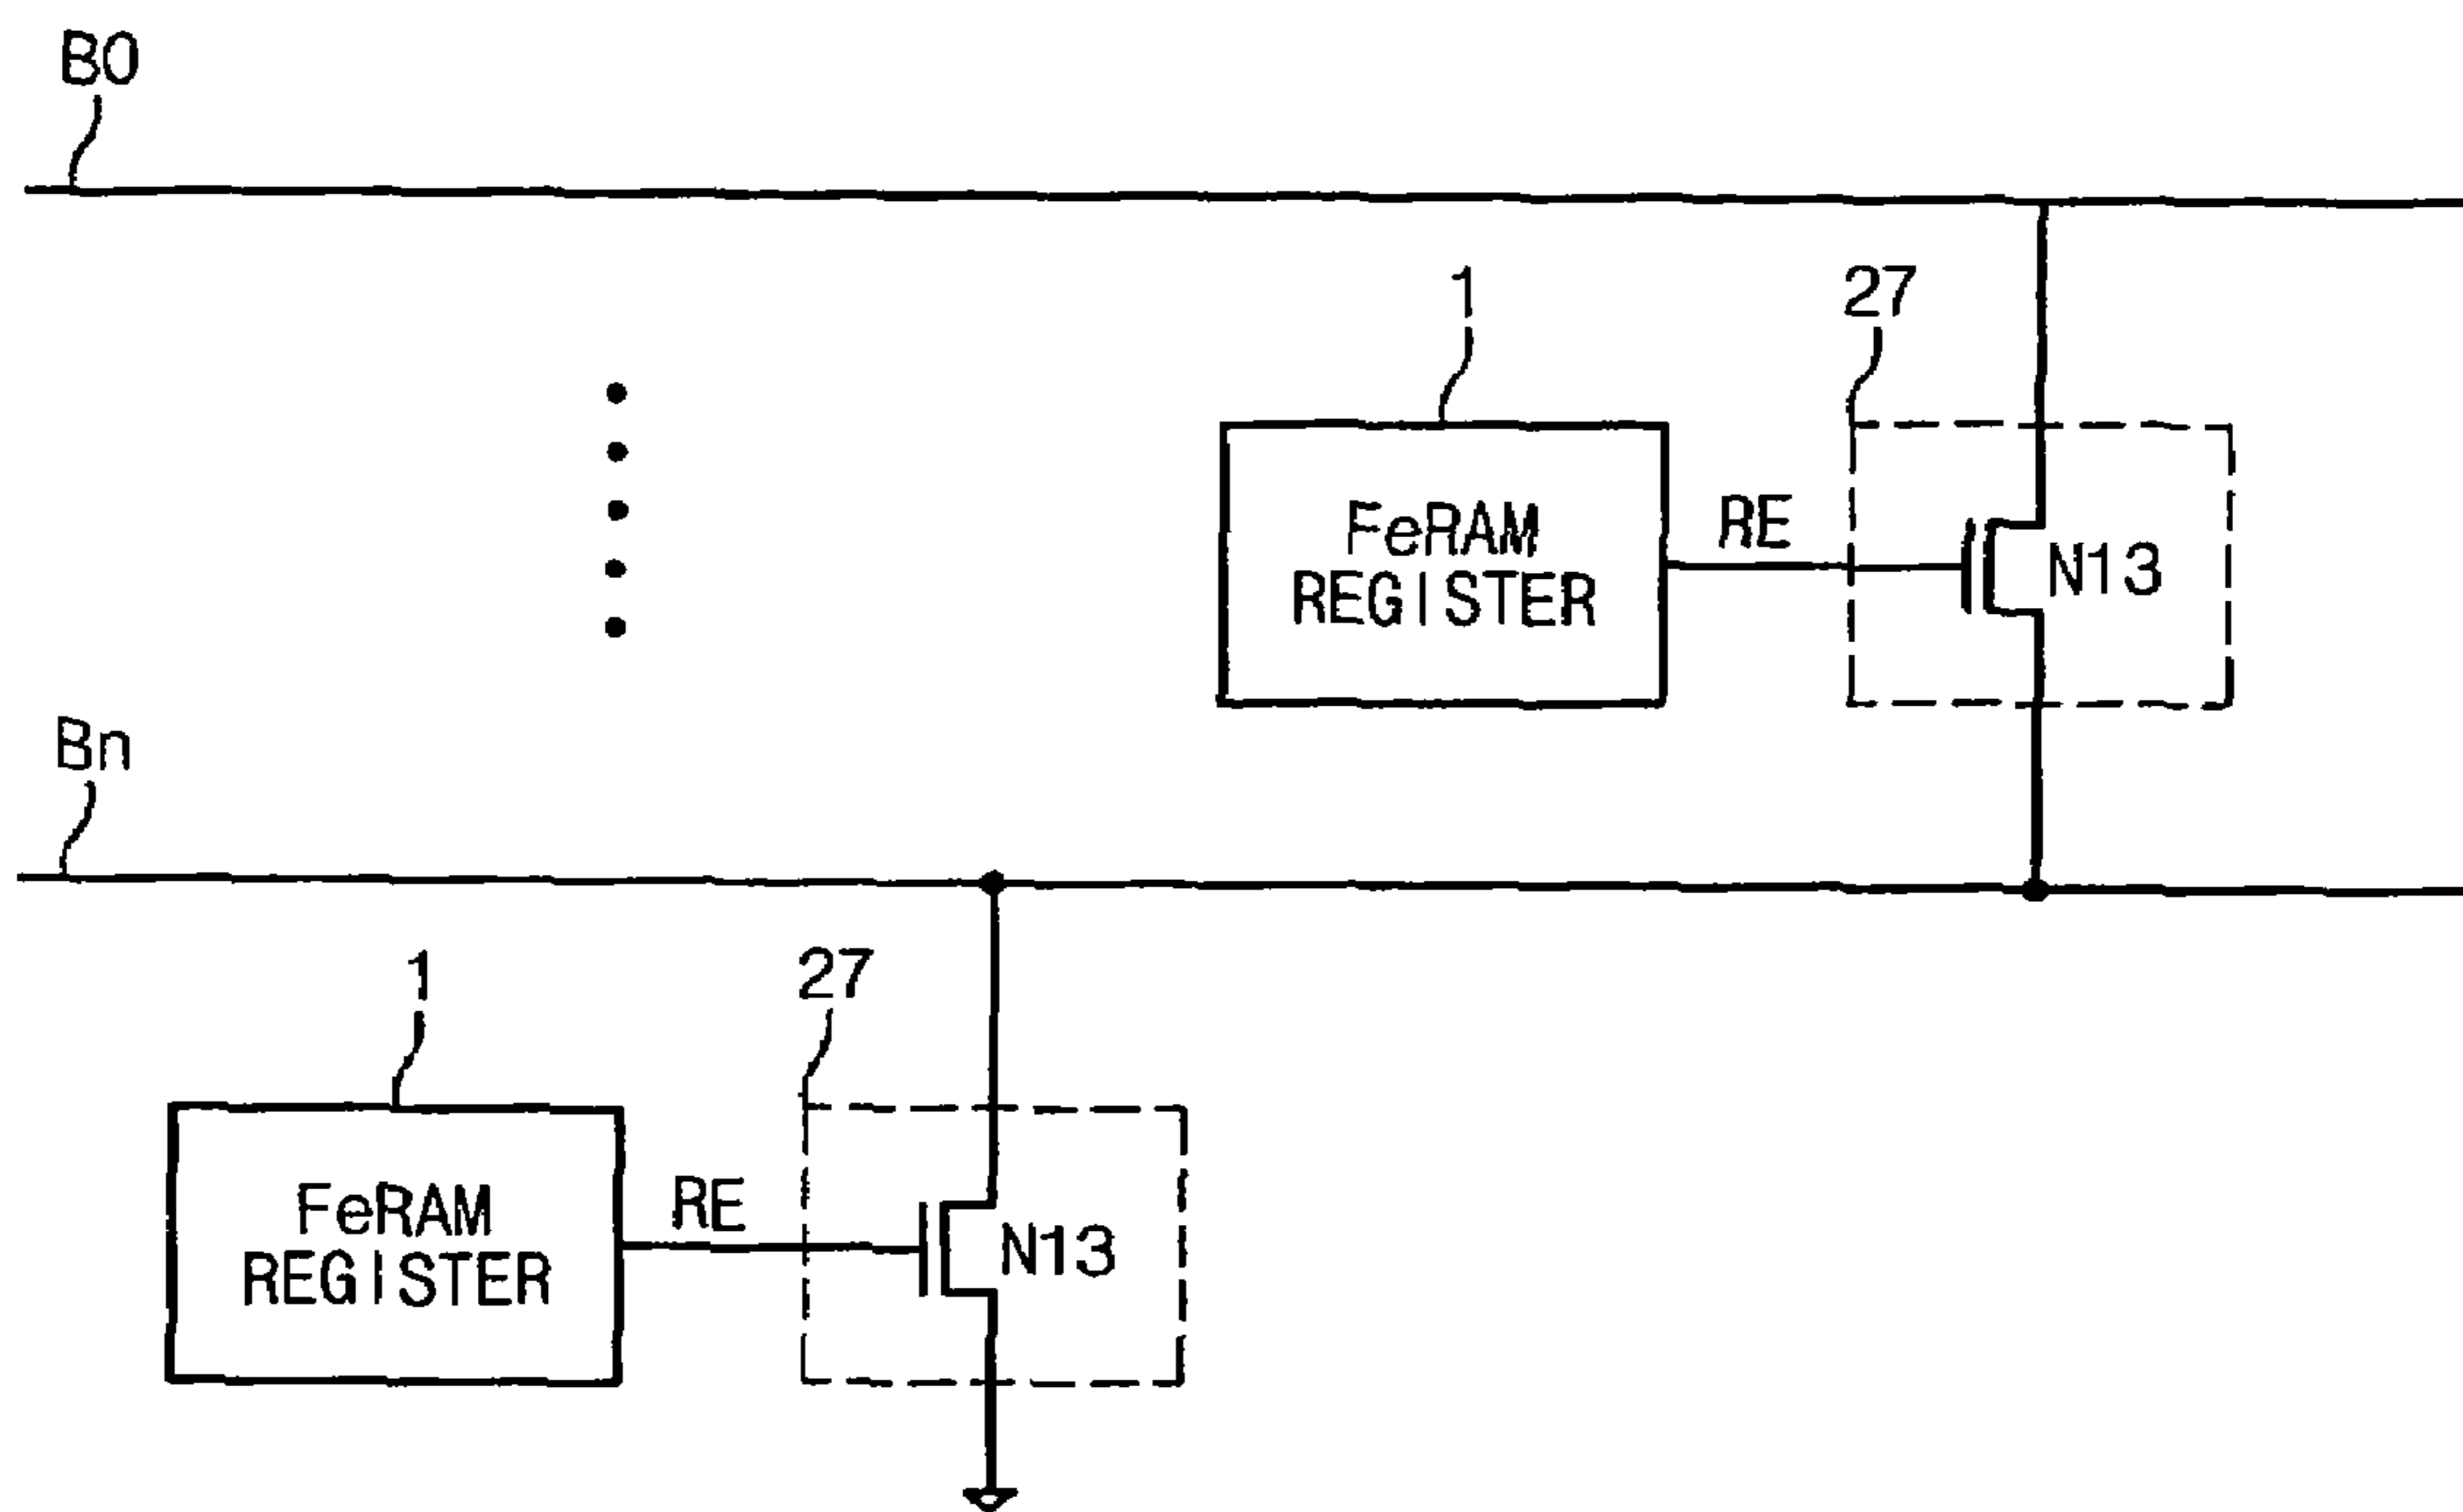 B0
1
27
FeRAM
REGISTER
RE
N13
Bn
1
27
FeRAM
REGISTER
RE
N13